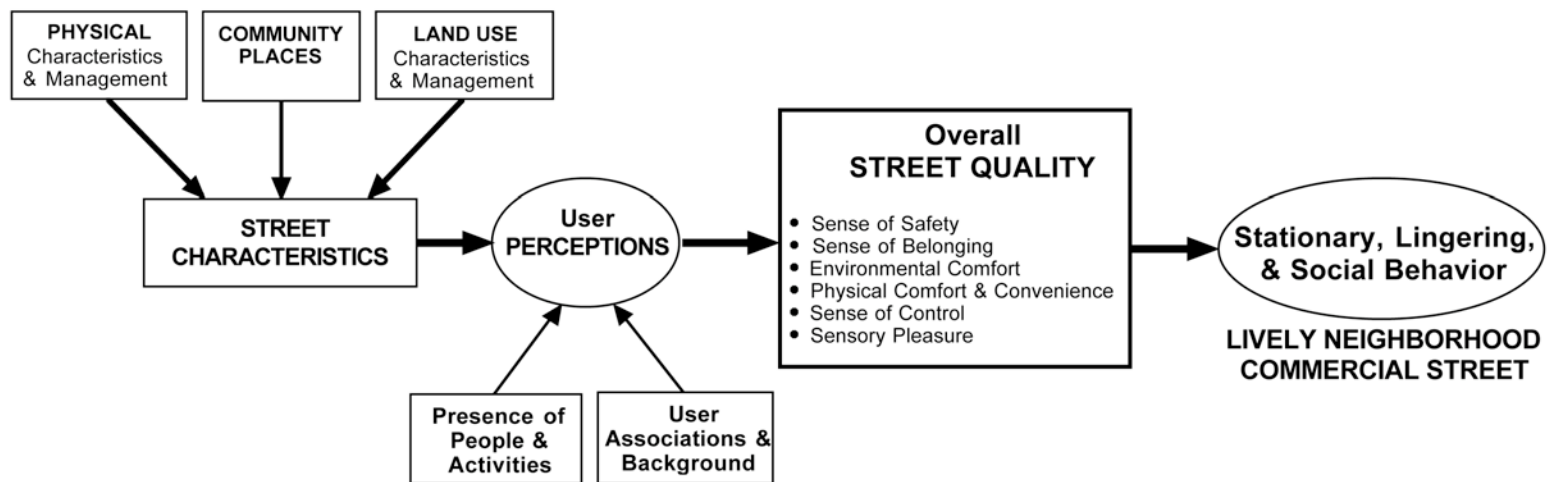 PHYSICAL
Characteristics
& Management
COMMUNITY
PLACES
LAND USE
Characteristics
& Management
STREET
CHARACTERISTICS
User
PERCEPTIONS
Presence of
People &
Activities
User
Associations &
Background
Overall
STREET QUALITY
• Sense of Safety
• Sense of Belonging
• Environmental Comfort
• Physical Comfort & Convenience
• Sense of Control
• Sensory Pleasure
Stationary, Lingering,
& Social Behavior
LIVELY NEIGHBORHOOD
COMMERCIAL STREET